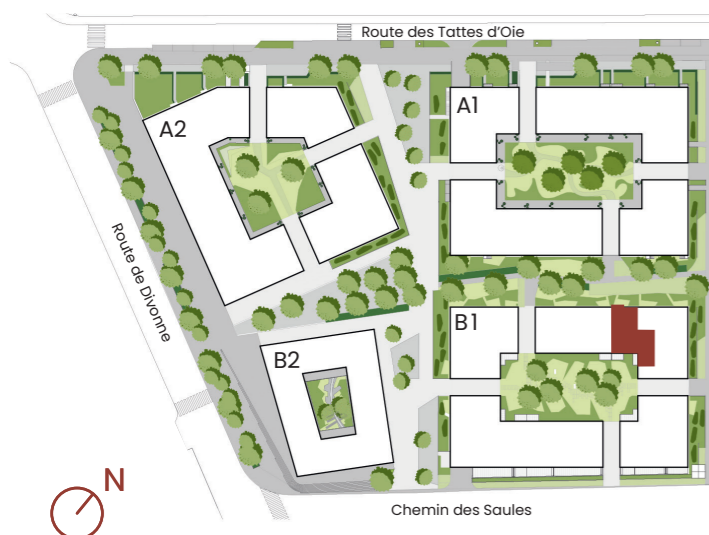 Route des Tattes d'Oie
A2
A1
Route de Divonne
B1
B2
N
Chemin des Saules